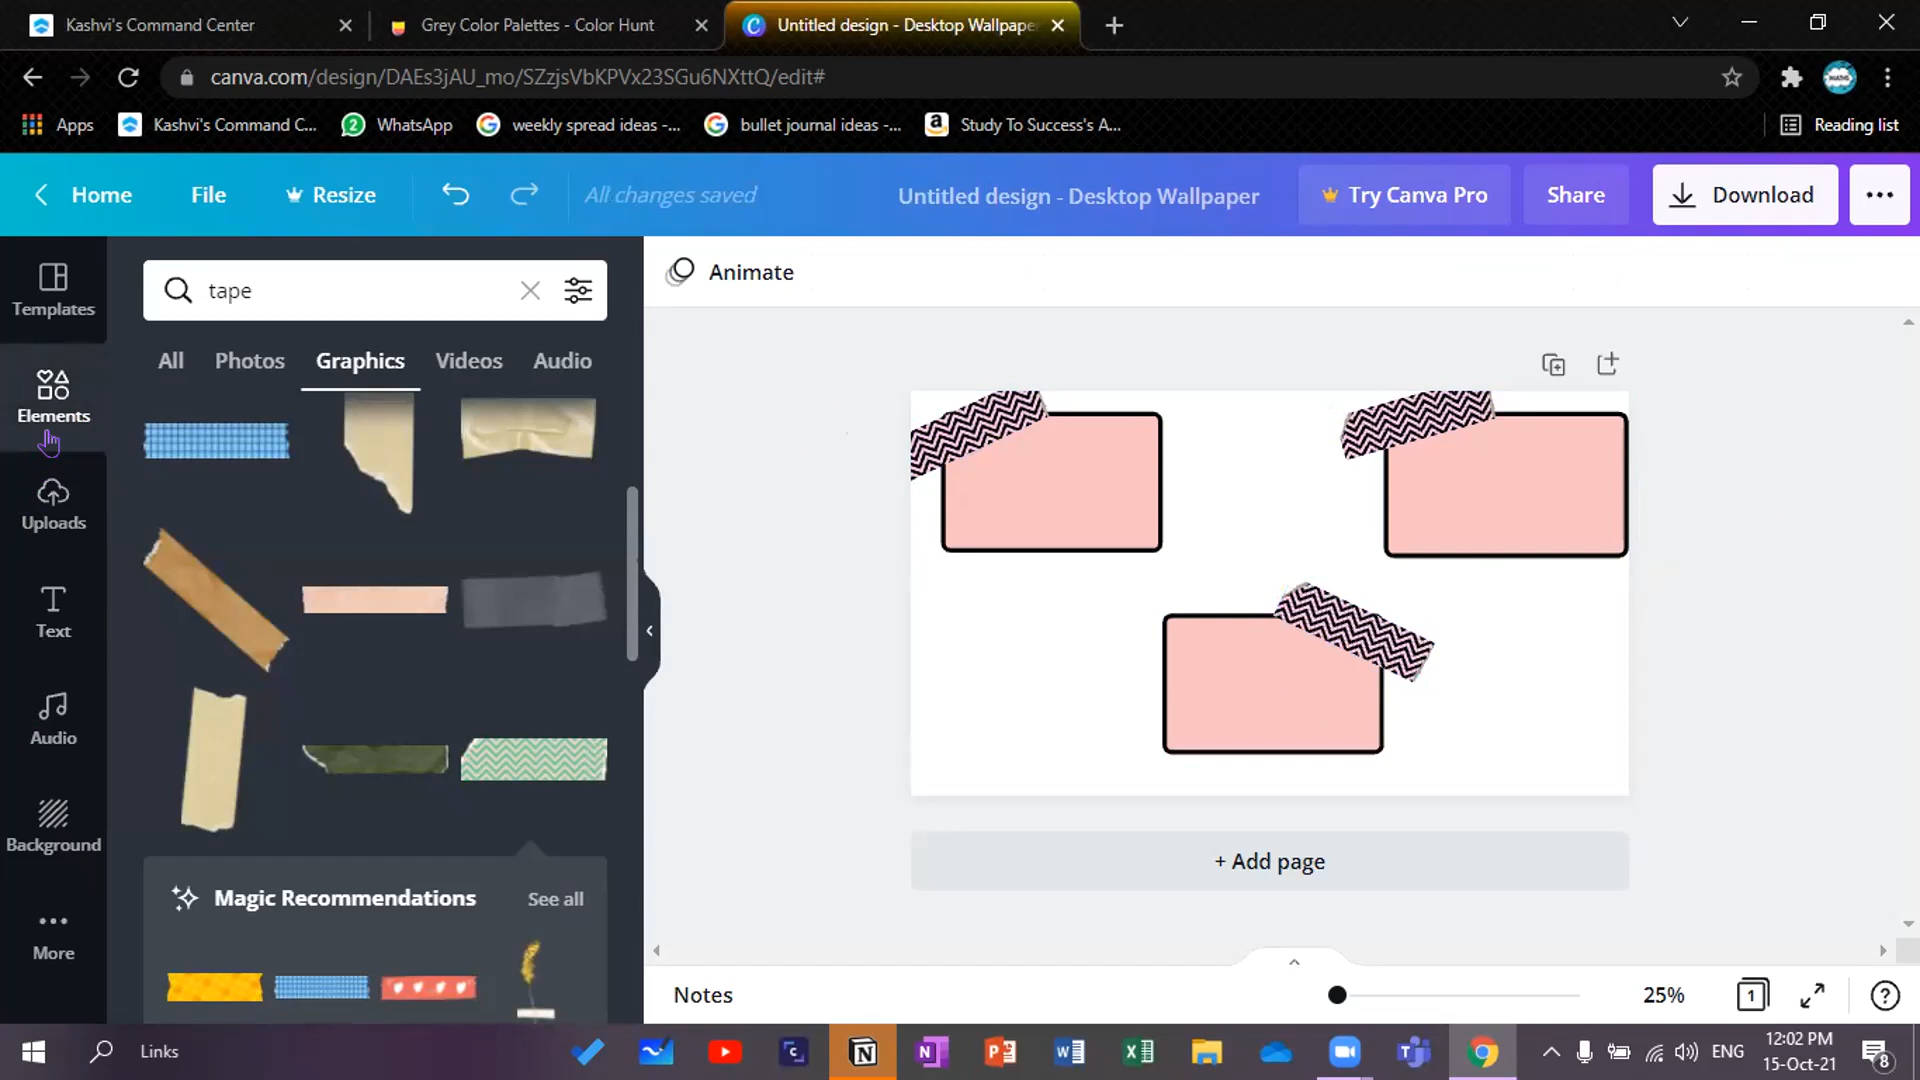 Kashvi's Command Center
Grey Color Palettes - Color Hunt
Untitled design - Desktop Wallpape
canva.com/design/DAEs3jAU_mo/SZzjsVbKPVx23SGu6NXttQ/edit#
Apps
Kashvi's Command C...
WhatsApp
weekly spread ideas -...
bullet journal ideas -...
Study To Success's A...
Reading list
Home
File
Resize
All changes saved
Untitled design - Desktop Wallpaper
Try Canva Pro
Share
Download
Templates
Elements
Uploads
Text
Audio
Background
More
tape
All
Photos
Graphics
Videos
Audio
Magic Recommendations
See all
Animate
+ Add page
Notes
25%
1
Links
ENG
12:02 PM
15-Oct-21
8